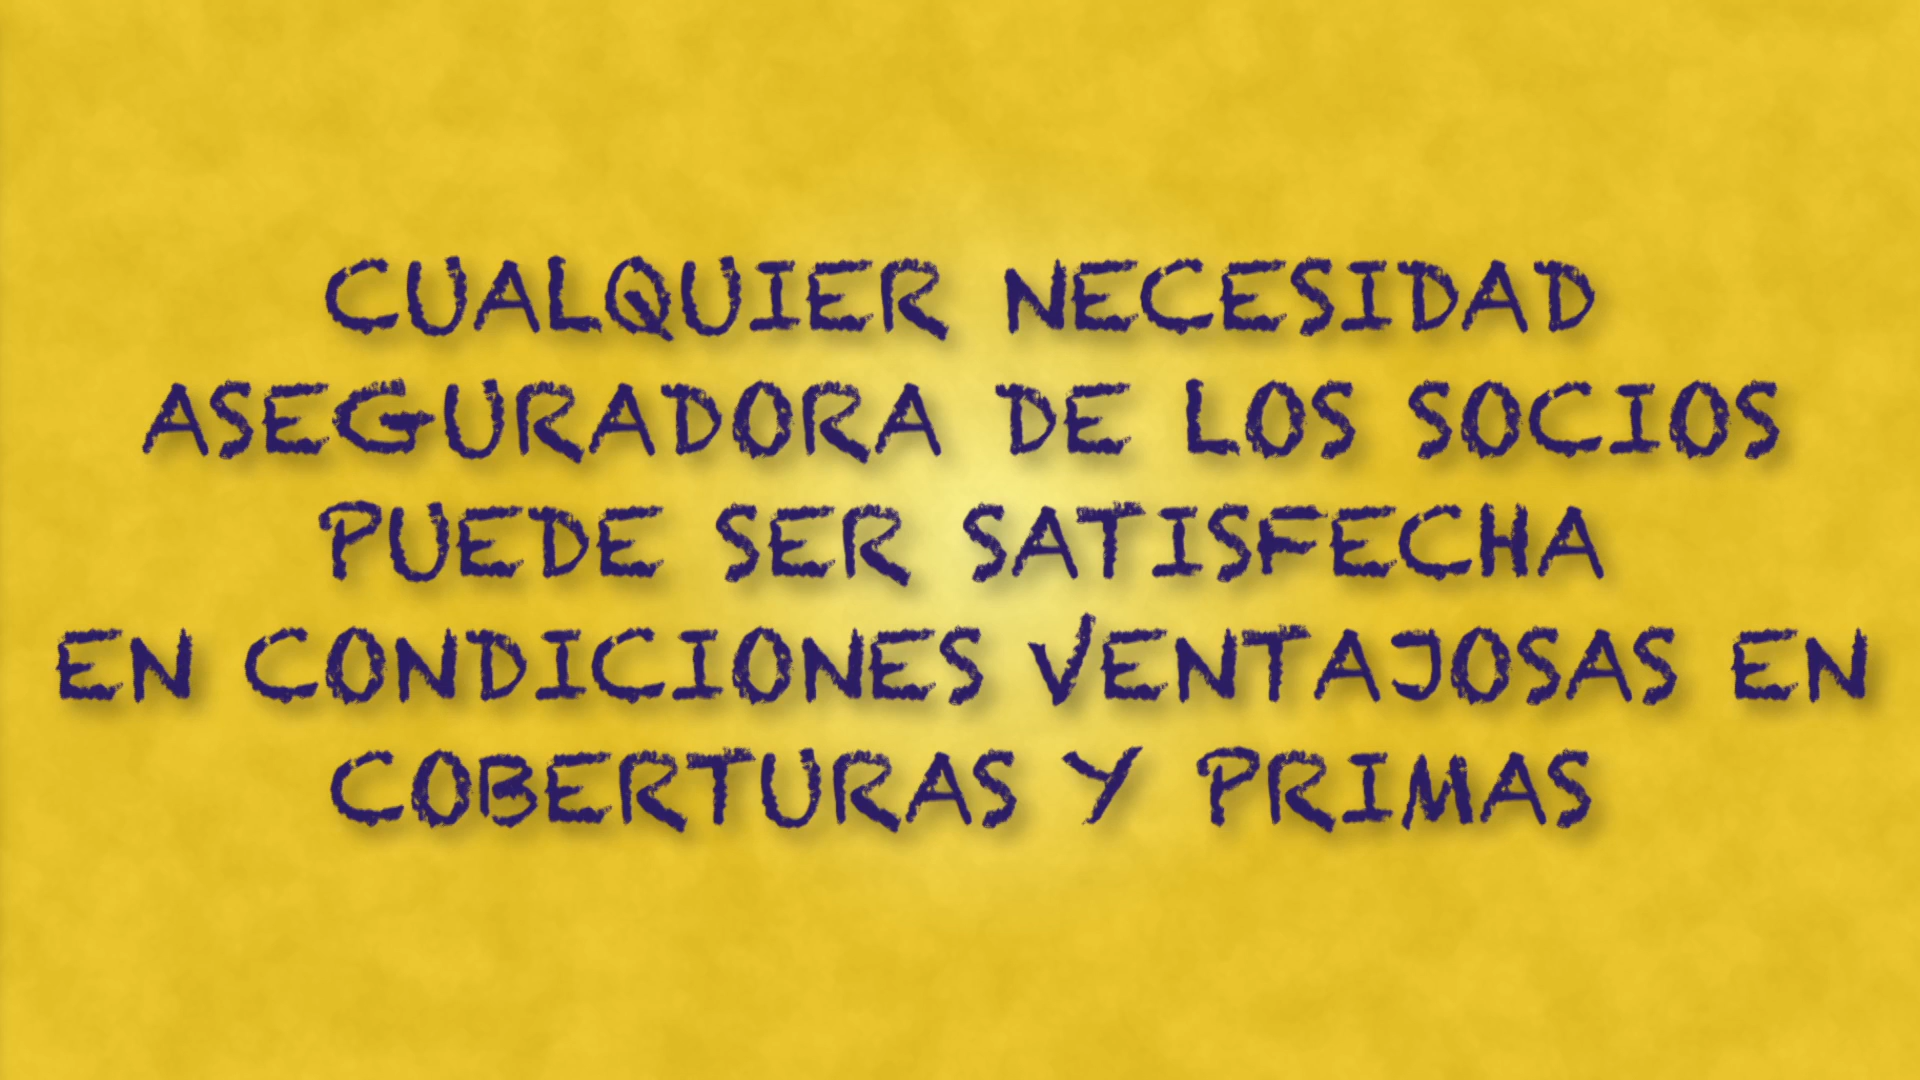 CUALQUIER NECESIDAD
ASEGURADORA DE LOS SOCIOS
PUEDE SER SATISFECHA
EN CONDICIONES VENTAJOSAS EN
COBERTURAS Y PRIMAS